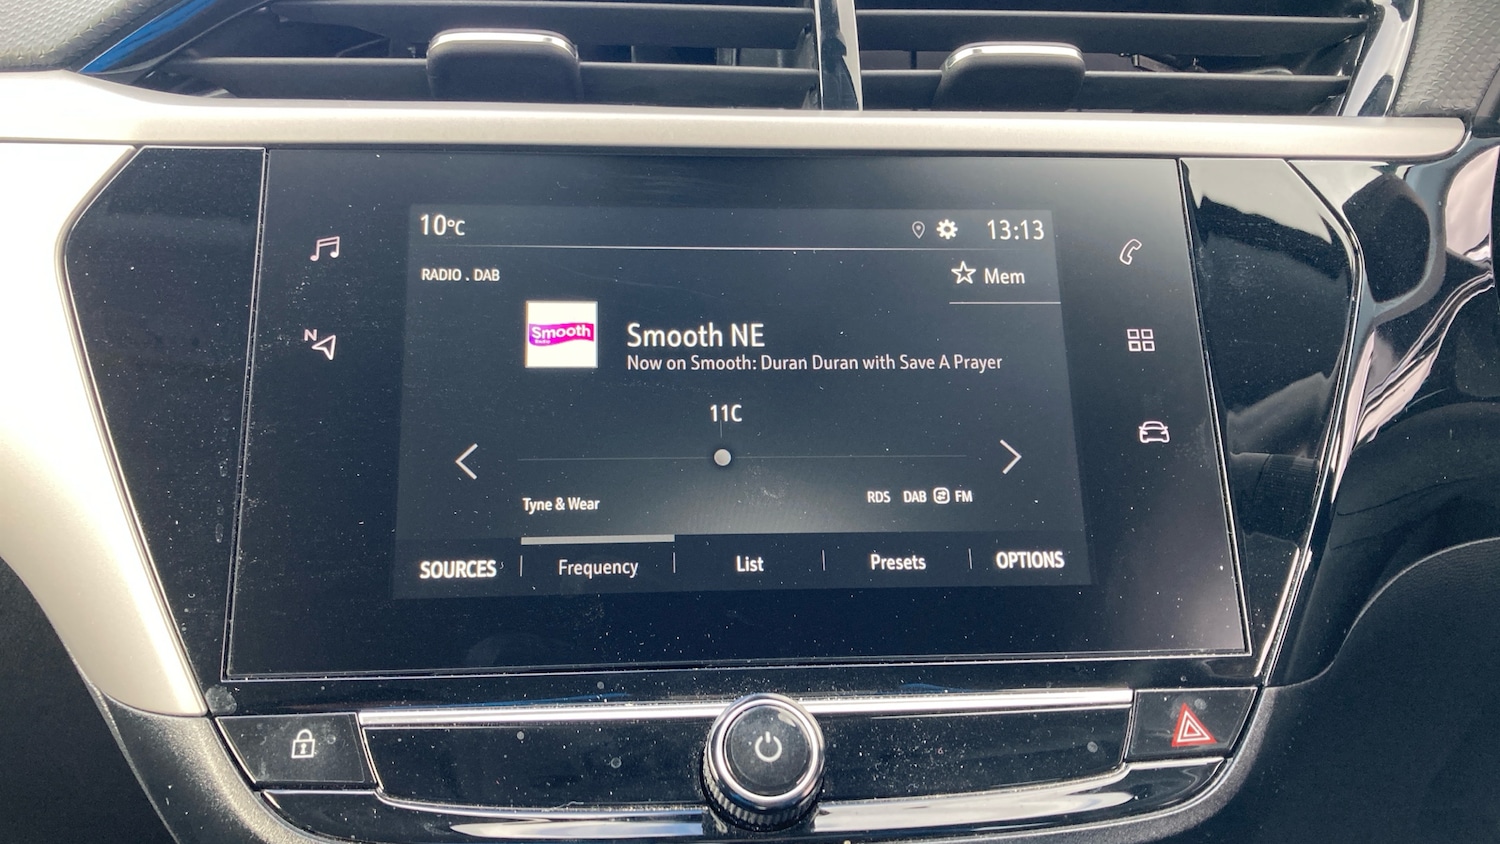 10°C
13:13
RADIO . DAB
Mem
Smooth
Radio
Smooth NE
Now on Smooth: Duran Duran with Save A Prayer
11C
N
Tyne & Wear
RDS DAB FM
SOURCES
Frequency
List
Presets
OPTIONS